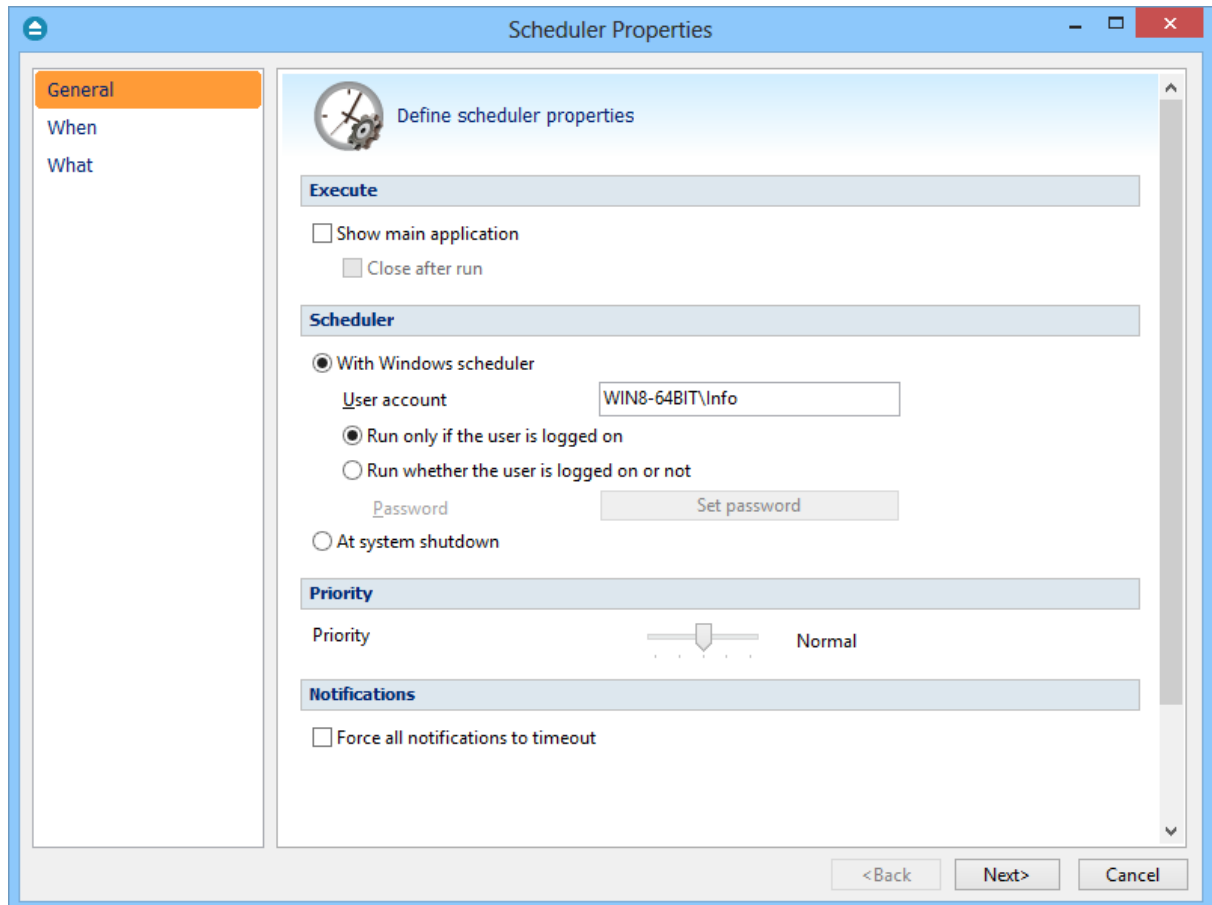 Scheduler Properties
General
When
What
Define scheduler properties
Execute
Show main application
Close after run
Scheduler
With Windows scheduler
User account WIN8-64BIT\Info
Run only if the user is logged on
Run whether the user is logged on or not
Password Set password
At system shutdown
Priority
Priority Normal
Notifications
Force all notifications to timeout
<Back Next> Cancel